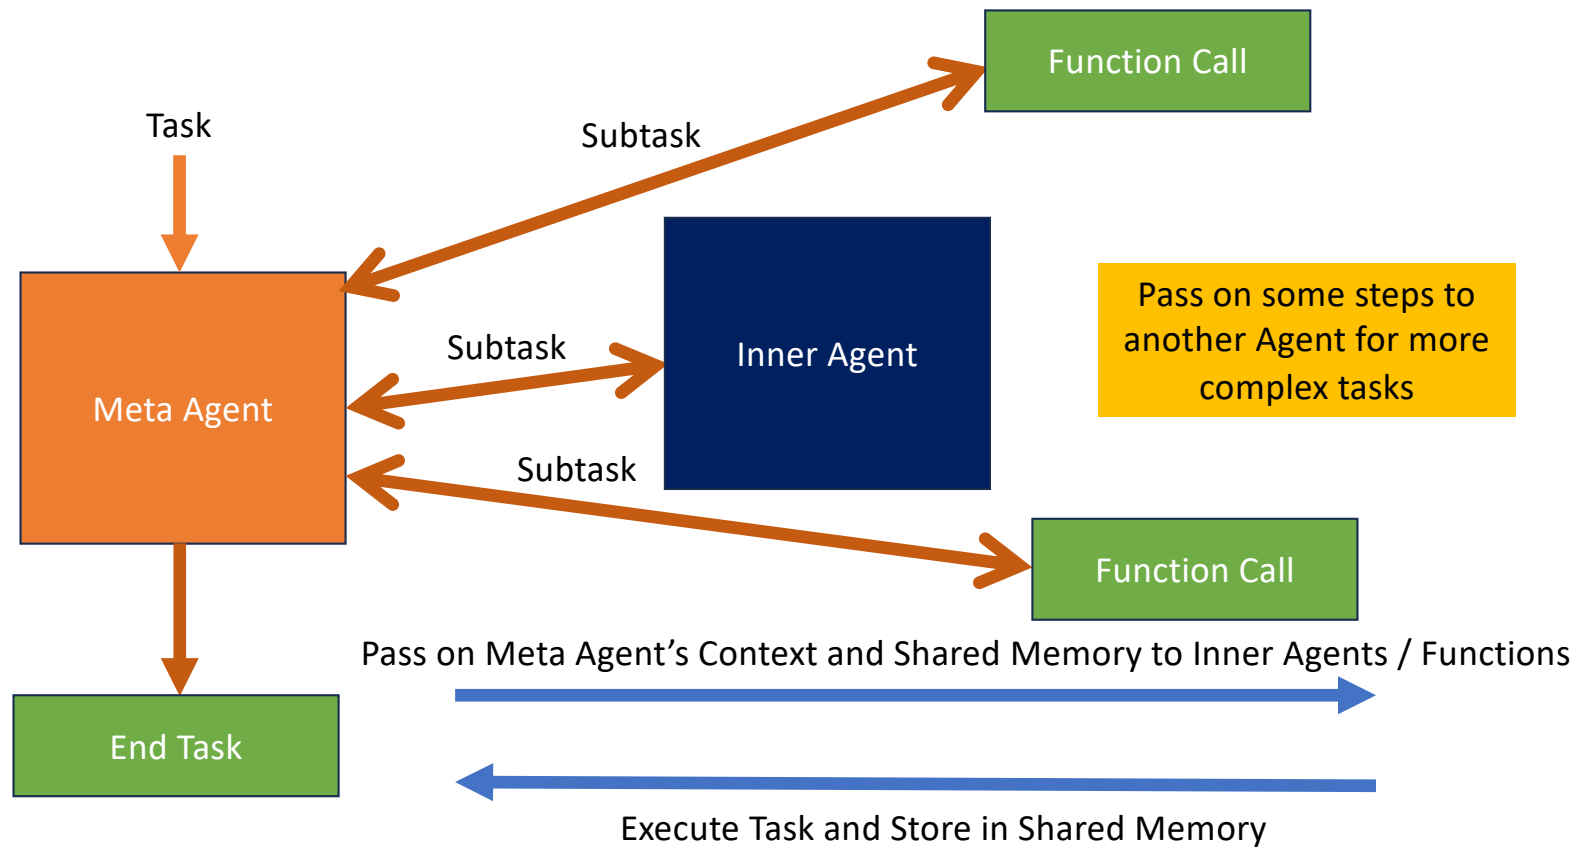 Function Call
Task
Subtask
Subtask
Inner Agent
Pass on some steps to
another Agent for more
complex tasks
Meta Agent
Subtask
Function Call
Pass on Meta Agent’s Context and Shared Memory to Inner Agents / Functions
End Task
Execute Task and Store in Shared Memory